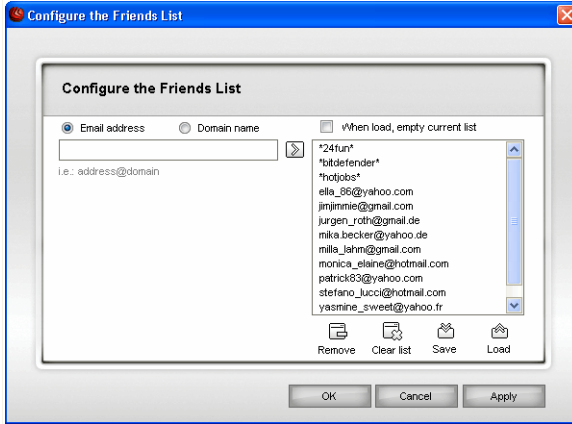 Configure the Friends List
Configure the Friends List
Email address
Domain name
When load, empty current list
i.e.: address@domain
*24fun*
*bitdefender*
*hotjobs*
ella_86@yahoo.com
jimjimmie@gmail.com
jurgen_roth@gmail.de
mika.becker@yahoo.de
milla_lahm@gmail.com
monica_elaine@hotmail.com
patrick83@yahoo.com
stefano_lucci@hotmail.com
yasmine_sweet@yahoo.fr
Remove
Clear list
Save
Load
OK
Cancel
Apply